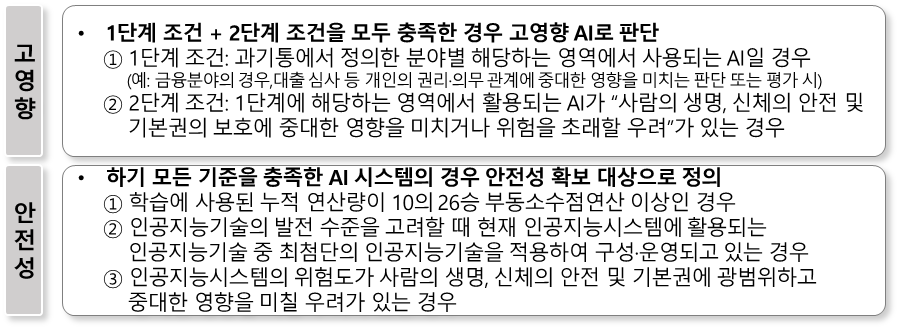 고영향
• 1단계 조건 + 2단계 조건을 모두 충족한 경우 고영향 AI로 판단
① 1단계 조건: 과기통에서 정의한 분야별 해당하는 영역에서 사용되는 AI일 경우
(예: 금융분야의 경우,대출 심사 등 개인의 권리·의무 관계에 중대한 영향을 미치는 판단 또는 평가 시)
② 2단계 조건: 1단계에 해당하는 영역에서 활용되는 AI가 “사람의 생명, 신체의 안전 및
기본권의 보호에 중대한 영향을 미치거나 위험을 초래할 우려”가 있는 경우
안전성
• 하기 모든 기준을 충족한 AI 시스템의 경우 안전성 확보 대상으로 정의
① 학습에 사용된 누적 연산량이 10의 26승 부동소수점연산 이상인 경우
② 인공지능기술의 발전 수준을 고려할 때 현재 인공지능시스템에 활용되는
인공지능기술 중 최첨단의 인공지능기술을 적용하여 구성·운영되고 있는 경우
③ 인공지능시스템의 위험도가 사람의 생명, 신체의 안전 및 기본권에 광범위하고
중대한 영향을 미칠 우려가 있는 경우